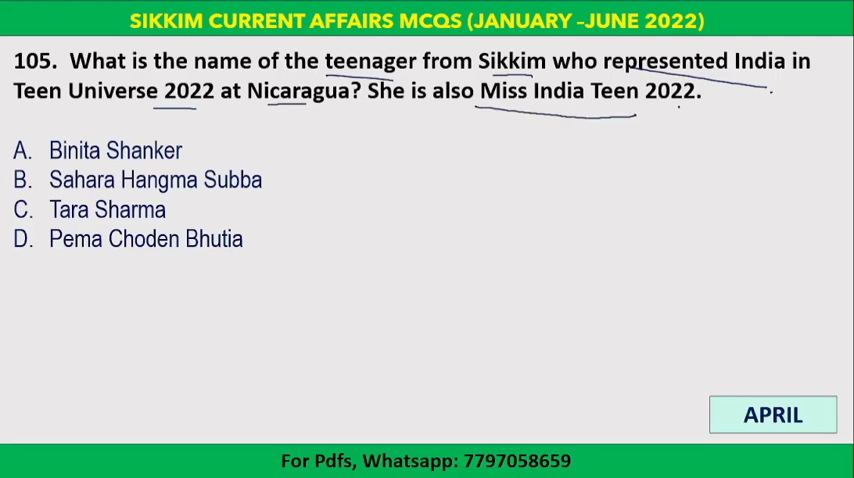 SIKKIM CURRENT AFFAIRS MCQS (JANUARY –JUNE 2022)
105. What is the name of the teenager from Sikkim who represented India in
Teen Universe 2022 at Nicaragua? She is also Miss India Teen 2022.
A. Binita Shanker
B. Sahara Hangma Subba
C. Tara Sharma
D. Pema Choden Bhutia
APRIL
For Pdfs, Whatsapp: 7797058659